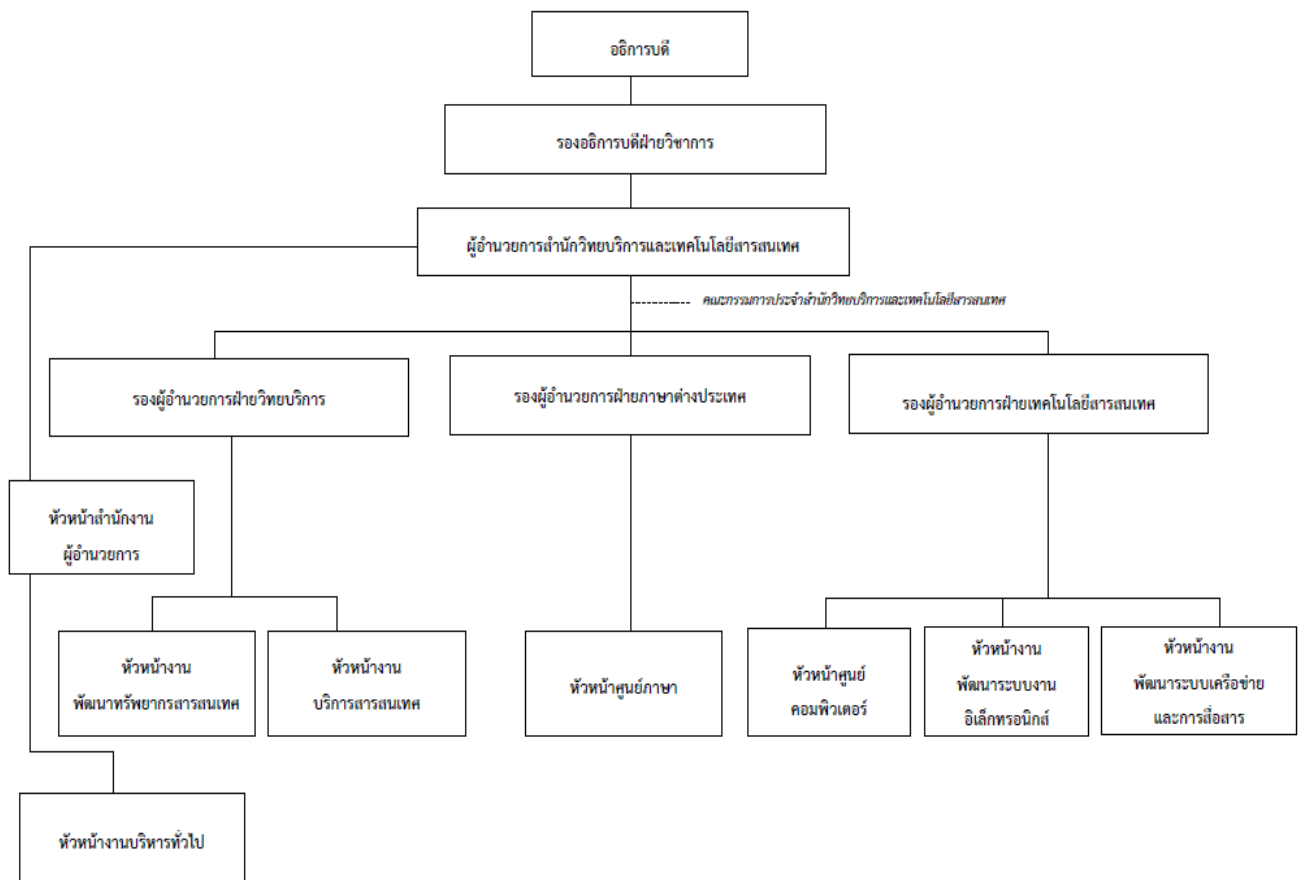 อธิการบดี
รองอธิการบดีฝ่ายวิชาการ
ผู้อำนวยการสำนักวิทยบริการและเทคโนโลยีสารสนเทศ
คณะกรรมการประจำสำนักวิทยบริการและเทคโนโลยีสารสนเทศ
รองผู้อำนวยการฝ่ายวิทยบริการ
รองผู้อำนวยการฝ่ายภาษาต่างประเทศ
รองผู้อำนวยการฝ่ายเทคโนโลยีสารสนเทศ
หัวหน้าสำนักงาน
ผู้อำนวยการ
หัวหน้างาน
พัฒนาทรัพยากรสารสนเทศ
หัวหน้างาน
บริการสารสนเทศ
หัวหน้าศูนย์ภาษา
หัวหน้าศูนย์
คอมพิวเตอร์
หัวหน้างาน
พัฒนาระบบงาน
อิเล็กทรอนิกส์
หัวหน้างาน
พัฒนาระบบเครือข่าย
และการสื่อสาร
หัวหน้างานบริหารทั่วไป